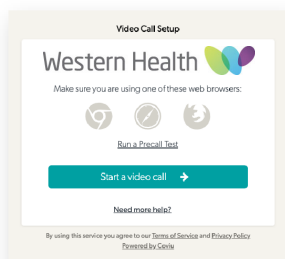 Video Call Setup
Western Health
Make sure you are using one of these web browsers:
Run a Precall Test
Start a video call
Need more help?
By using this service you agree to our Terms of Service and Privacy Policy
Powered by Coviu